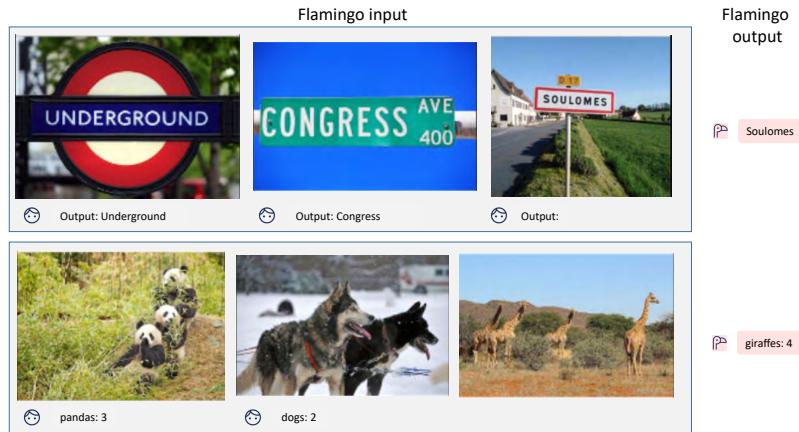 Flamingo input
Flamingo
output
UNDERGROUND
CONGRESS AVE
400
D 17
SOULOMES
Output: Underground
Output: Congress
Output:
Soulomes
pandas: 3
dogs: 2
giraffes: 4